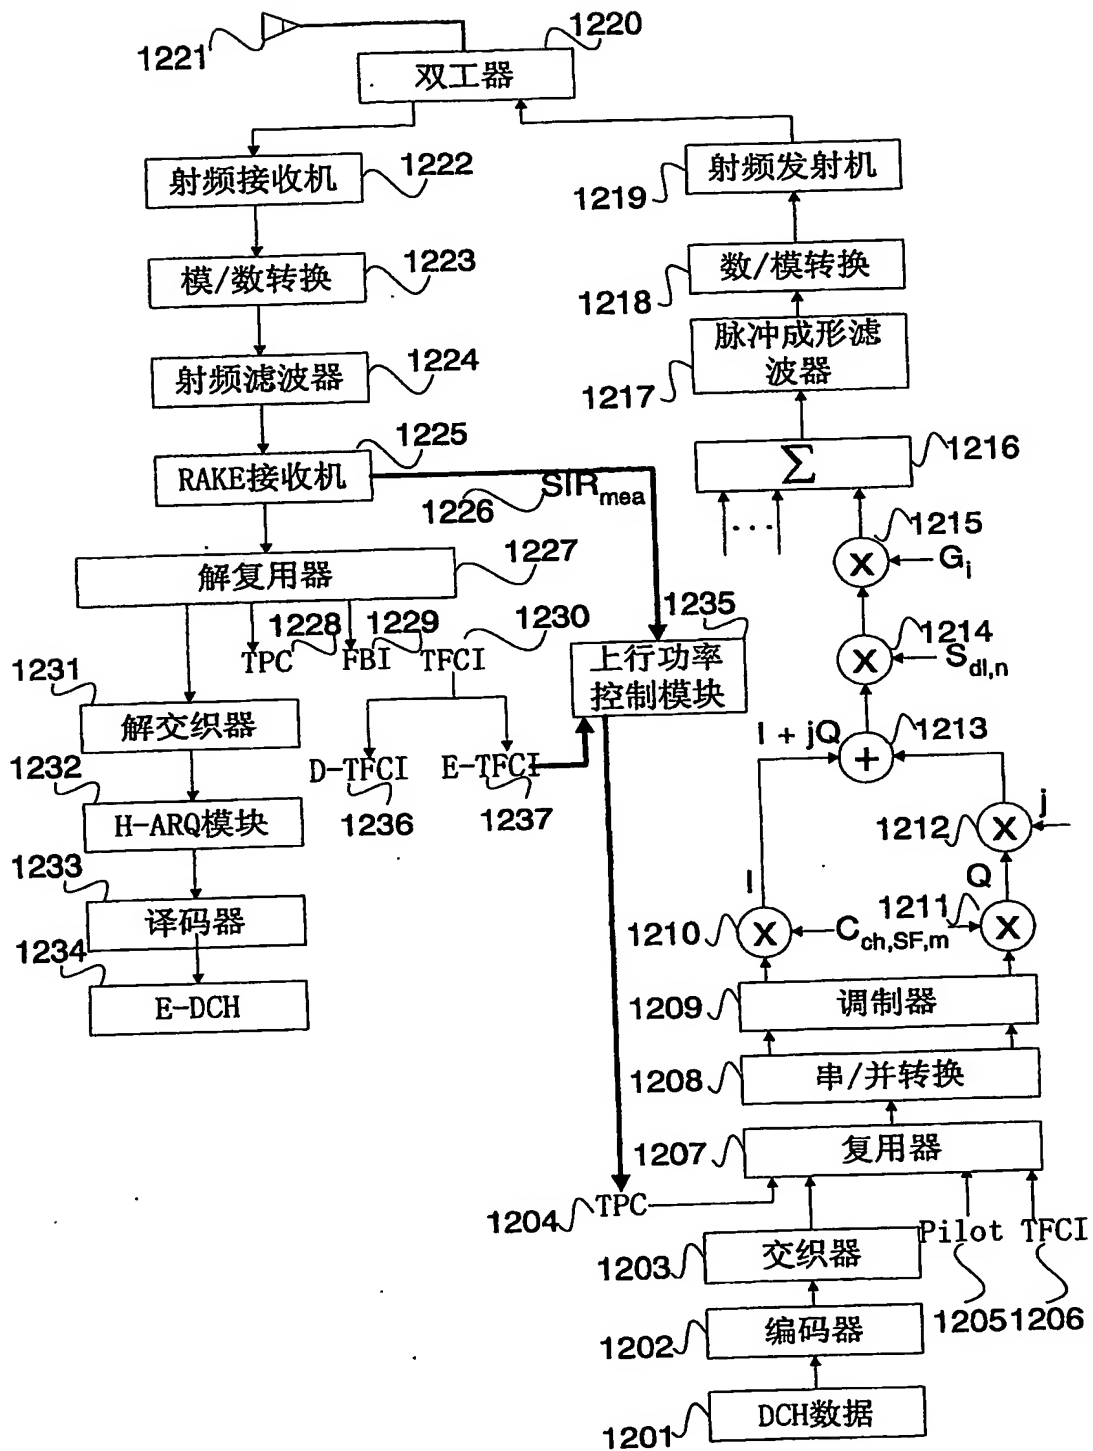 1220
1221
双工器
1222
射频接收机
射频发射机
1219
1223
模/数转换
数/模转换
1218
1224
射频滤波器
脉冲成形滤
波器
1217
1225
RAKE接收机
1226
SIRmea
Σ
1216
...
1215
X
Gi
1227
解复用器
1228
1229
1230
TPC
FBI
TFCI
1235
上行功率
控制模块
1214
X
Sdl,n
1231
解交织器
I + jQ
1213
+
D-TFCI
E-TFCI
1236
1237
1232
H-ARQ模块
1212
X
j
1233
译码器
I
Q
1210
X
Cch,SF,m
1211
X
1234
E-DCH
1209
调制器
1208
串/并转换
1207
复用器
1204
TPC
Pilot
TFCI
1203
交织器
1205
1206
1202
编码器
1201
DCH数据